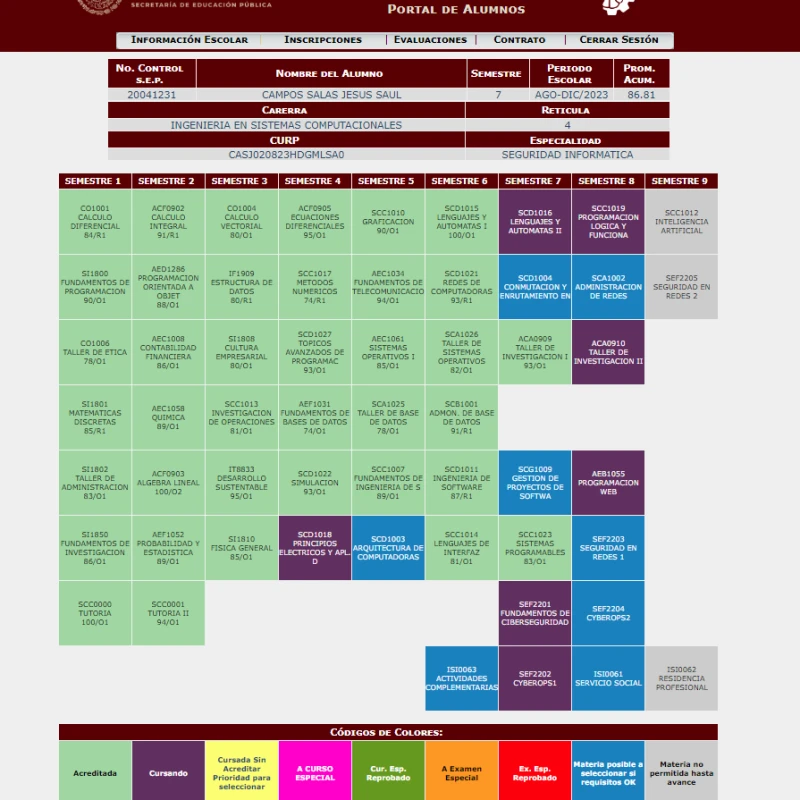 SECRETARÍA DE EDUCACIÓN PÚBLICA
PORTAL DE ALUMNOS
INFORMACIÓN ESCOLAR | INSCRIPCIONES | EVALUACIONES | CONTRATO | CERRAR SESIÓN
NO. CONTROL S.E.P. NOMBRE DEL ALUMNO SEMESTRE PERIODO ESCOLAR PROM. ACUM.
20041231 CAMPOS SALAS JESUS SAUL 7 AGO-DIC/2023 86.81
CARERRA RETICULA
INGENIERIA EN SISTEMAS COMPUTACIONALES 4
CURP ESPECIALIDAD
CASJ020823HDGMLSA0 SEGURIDAD INFORMATICA
SEMESTRE 1 SEMESTRE 2 SEMESTRE 3 SEMESTRE 4 SEMESTRE 5 SEMESTRE 6 SEMESTRE 7 SEMESTRE 8 SEMESTRE 9
CO1001 CALCULO DIFERENCIAL 84/R1
ACF0902 CALCULO INTEGRAL 91/R1
CO1004 CALCULO VECTORIAL 80/O1
ACF0905 ECUACIONES DIFERENCIALES 95/O1
SCC1010 GRAFICACION 90/O1
SCD1015 LENGUAJES Y AUTOMATAS I 100/O1
SCD1016 LENGUAJES Y AUTOMATAS II
SCC1019 PROGRAMACION LOGICA Y FUNCIONA
SCC1012 INTELIGENCIA ARTIFICIAL
SI1800 FUNDAMENTOS DE PROGRAMACION 90/O1
AED1286 PROGRAMACION ORIENTADA A OBJET 88/O1
IF1909 ESTRUCTURA DE DATOS 80/R1
SCC1017 METODOS NUMERICOS 74/R1
AEC1034 FUNDAMENTOS DE TELECOMUNICACIO 94/O1
SCD1021 REDES DE COMPUTADORAS 93/R1
SCD1004 CONMUTACION Y ENRUTAMIENTO EN
SCA1002 ADMINISTRACION DE REDES
SEF2205 SEGURIDAD EN REDES 2
CO1006 TALLER DE ETICA 78/O1
AEC1008 CONTABILIDAD FINANCIERA 86/O1
SI1808 CULTURA EMPRESARIAL 80/O1
SCD1027 TOPICOS AVANZADOS DE PROGRAMAC 93/O1
AEC1061 SISTEMAS OPERATIVOS I 85/O1
SCA1026 TALLER DE SISTEMAS OPERATIVOS 82/O1
ACA0909 TALLER DE INVESTIGACION I 93/O1
ACA0910 TALLER DE INVESTIGACION II
SI1801 MATEMATICAS DISCRETAS 85/R1
AEC1058 QUIMICA 89/O1
SCC1013 INVESTIGACION DE OPERACIONES 81/O1
AEF1031 FUNDAMENTOS DE BASES DE DATOS 74/O1
SCA1025 TALLER DE BASE DE DATOS 78/O1
SCB1001 ADMON. DE BASE DE DATOS 91/R1
SI1802 TALLER DE ADMINISTRACION 83/O1
ACF0903 ALGEBRA LINEAL 100/O2
IT8833 DESARROLLO SUSTENTABLE 95/O1
SCD1022 SIMULACION 93/O1
SCC1007 FUNDAMENTOS DE INGENIERIA DE S 89/O1
SCD1011 INGENIERIA DE SOFTWARE 87/R1
SCG1009 GESTION DE PROYECTOS DE SOFTWA
AEB1055 PROGRAMACION WEB
SI1850 FUNDAMENTOS DE INVESTIGACION 86/O1
AEF1052 PROBABILIDAD Y ESTADISTICA 89/O1
SI1810 FISICA GENERAL 85/O1
SCD1018 PRINCIPIOS ELECTRICOS Y APL. D
SCD1003 ARQUITECTURA DE COMPUTADORAS
SCC1014 LENGUAJES DE INTERFAZ 81/O1
SCC1023 SISTEMAS PROGRAMABLES 83/O1
SEF2203 SEGURIDAD EN REDES 1
SCC0000 TUTORIA 100/O1
SCC0001 TUTORIA II 94/O1
SEF2201 FUNDAMENTOS DE CIBERSEGURIDAD
SEF2204 CYBEROPS2
ISI0063 ACTIVIDADES COMPLEMENTARIAS
SEF2202 CYBEROPS1
ISI0061 SERVICIO SOCIAL
ISI0062 RESIDENCIA PROFESIONAL
CÓDIGOS DE COLORES:
Acreditada
Cursando
Cursada Sin Acreditar Prioridad para seleccionar
A CURSO ESPECIAL
Cur. Esp. Reprobado
A Examen Especial
Ex. Esp. Reprobado
Materia posible a seleccionar si requisitos OK
Materia no permitida hasta avance